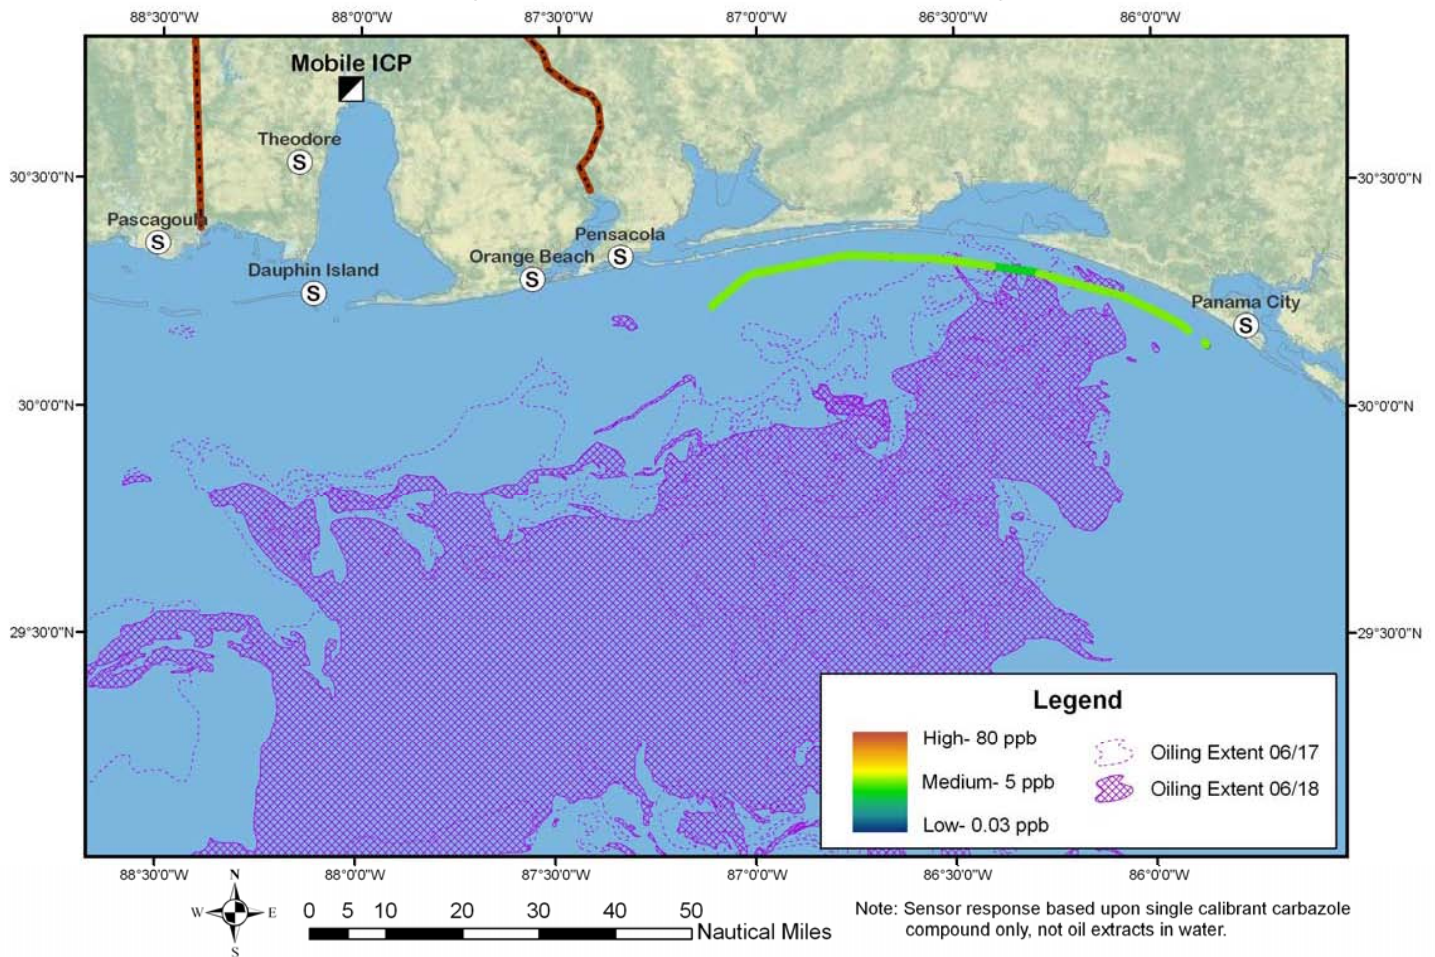 88°30'0"W 88°0'0"W 87°30'0"W 87°0'0"W 86°30'0"W 86°0'0"W
Mobile ICP
Theodore
S
30°30'0"N 30°30'0"N
Pascagoula
S
Pensacola
S
Orange Beach
S
Dauphin Island
S
Panama City
S
30°0'0"N 30°0'0"N
29°30'0"N 29°30'0"N
Legend
High- 80 ppb
Medium- 5 ppb
Low- 0.03 ppb
Oiling Extent 06/17
Oiling Extent 06/18
88°30'0"W 88°0'0"W 87°30'0"W 87°0'0"W 86°30'0"W 86°0'0"W
N
W E
S
0 5 10 20 30 40 50
Nautical Miles
Note: Sensor response based upon single calibrant carbazole
compound only, not oil extracts in water.